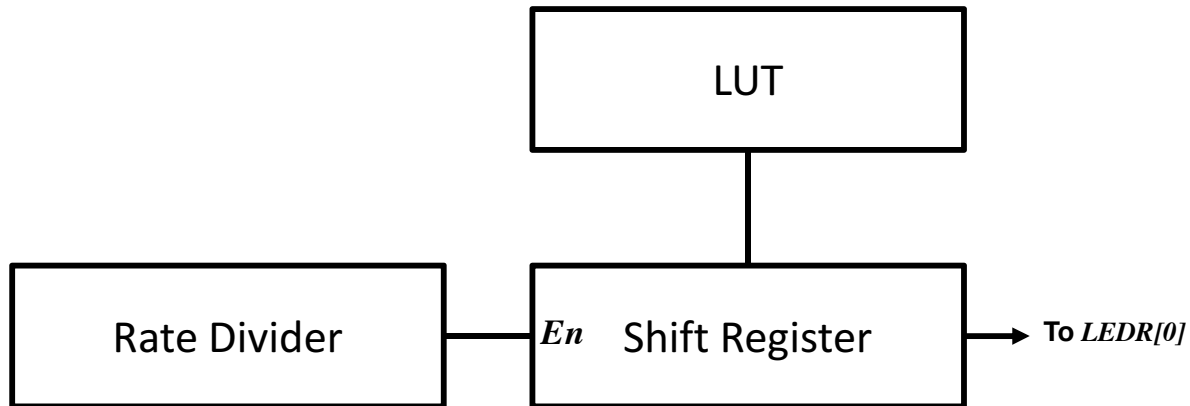 LUT
Rate Divider
En
Shift Register
To LEDR[0]